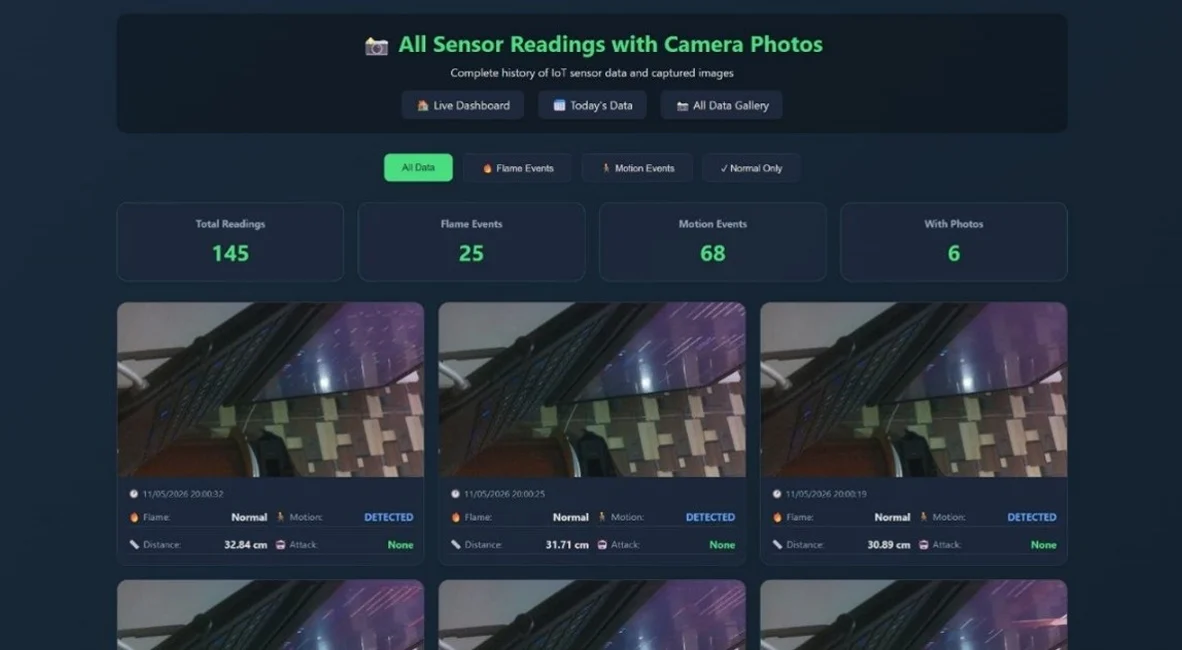 All Sensor Readings with Camera Photos
Complete history of IoT sensor data and captured images
Live Dashboard Today's Data All Data Gallery
All Data Flame Events Motion Events ✓ Normal Only
Total Readings Flame Events Motion Events With Photos
145 25 68 6
11/05/2026 20:00:32 11/05/2026 20:00:25 11/05/2026 20:00:19
Flame: Normal Motion: DETECTED Flame: Normal Motion: DETECTED Flame: Normal Motion: DETECTED
Distance: 32.84 cm Attack: None Distance: 31.71 cm Attack: None Distance: 30.89 cm Attack: None